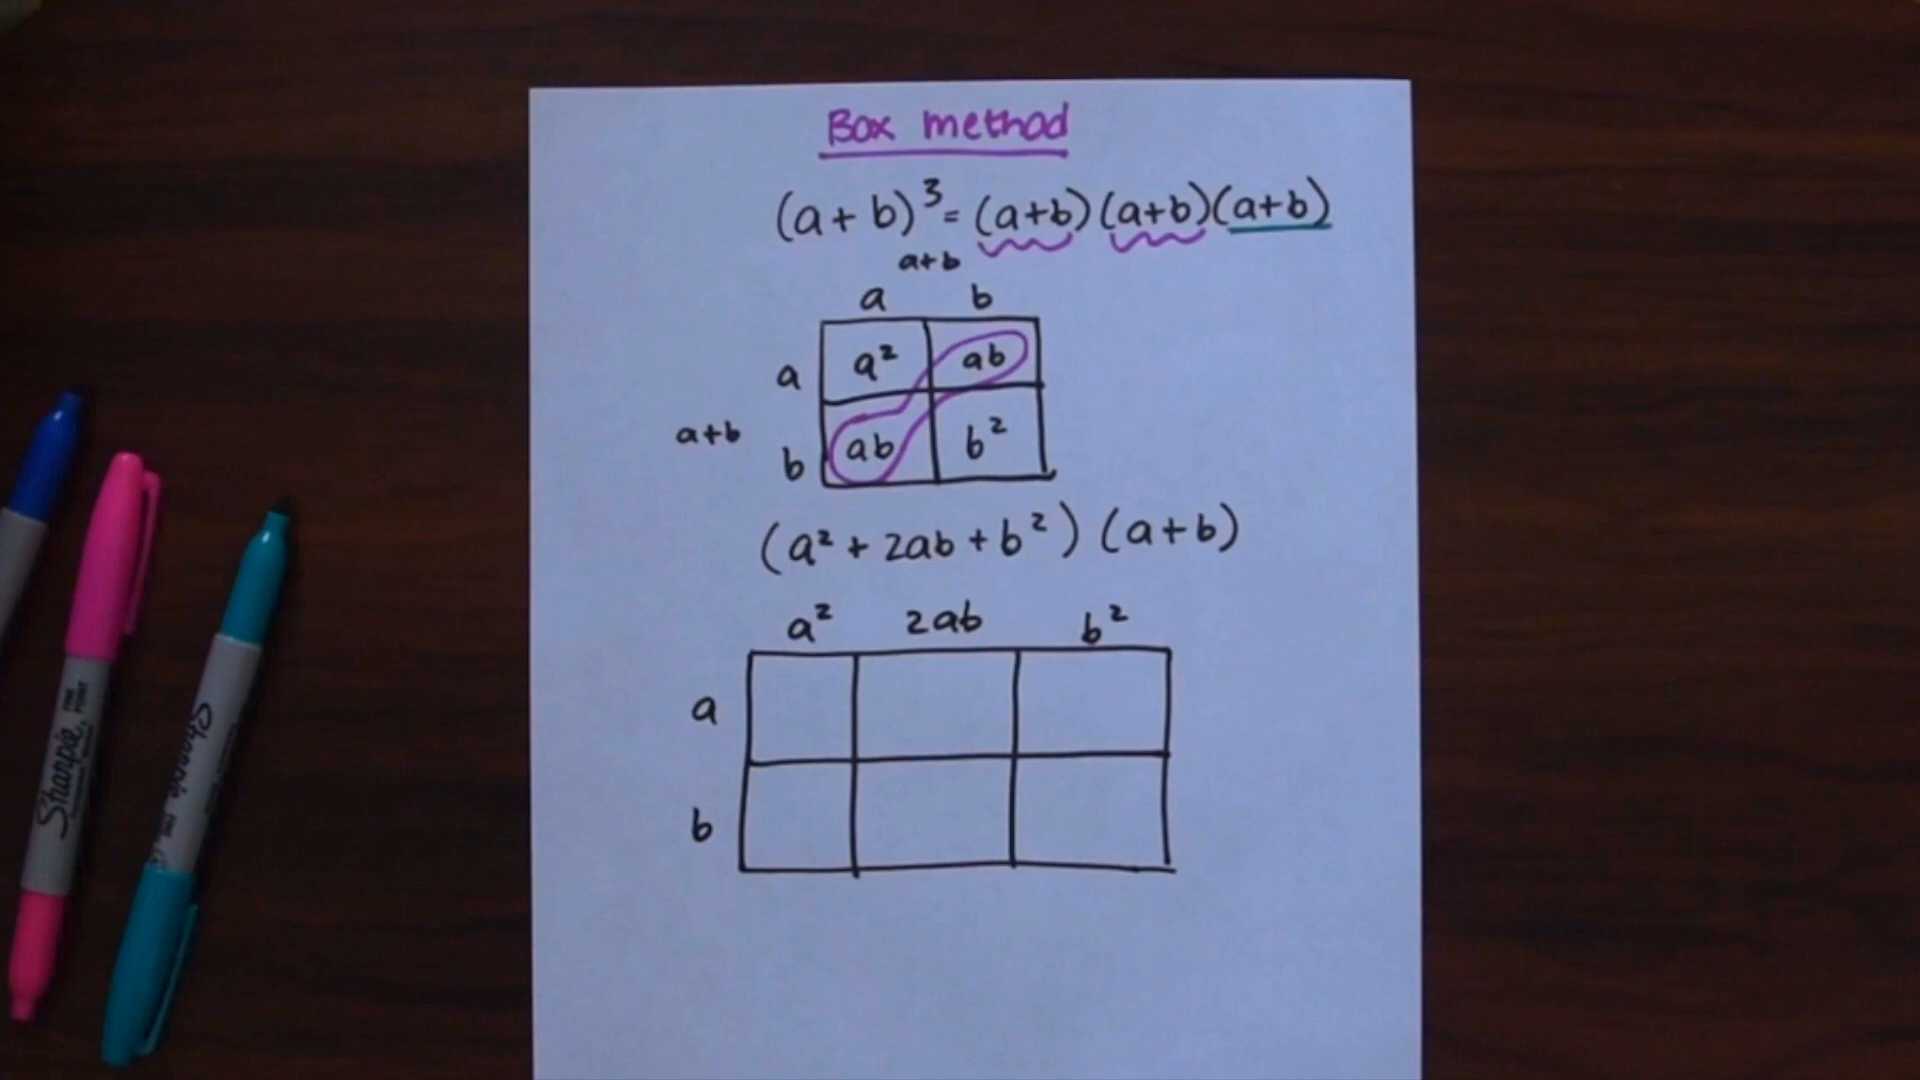 Box method
(a + b)³ = (a+b)(a+b)(a+b)
a+b
a b
a a² ab
a+b
b ab b²
(a² + 2ab + b²) (a+b)
a² 2ab b²
a
b
Sharpie
Sharpie